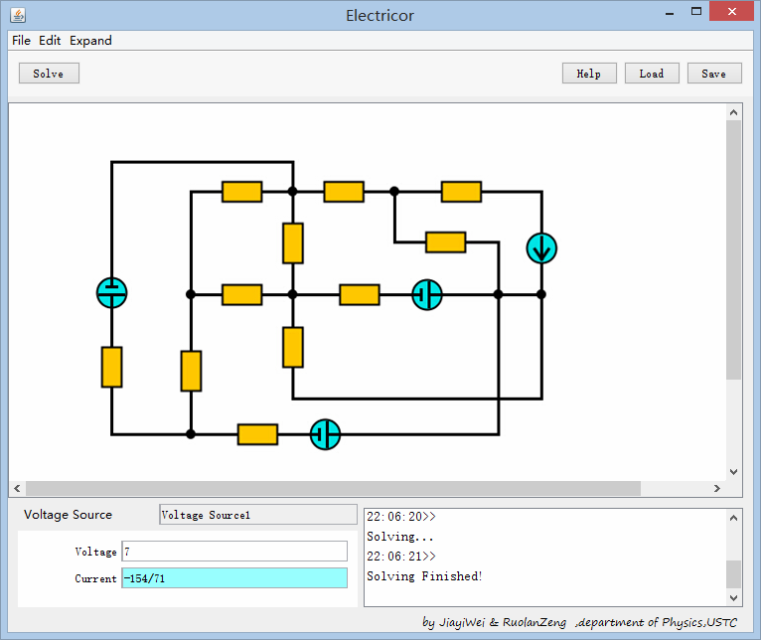 Electricor
File Edit Expand
Solve Help Load Save
Voltage Source Voltage Source1
Voltage 7
Current -154/71
22:06:20>>
Solving...
22:06:21>>
Solving Finished!
by JiayiWei & RuolanZeng ,department of Physics,USTC